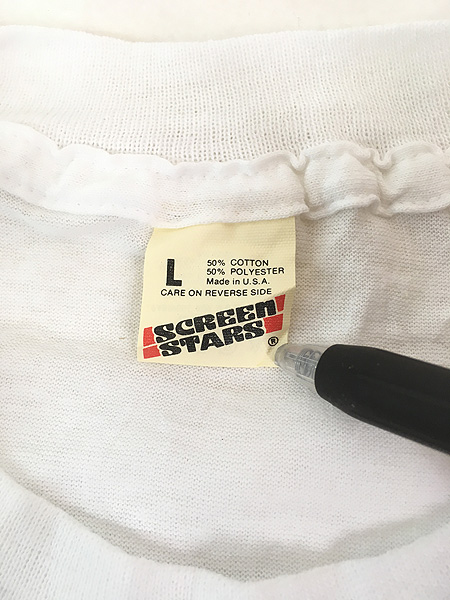 L
50% COTTON
50% POLYESTER
Made in U.S.A.
CARE ON REVERSE SIDE
SCREEN
STARS®